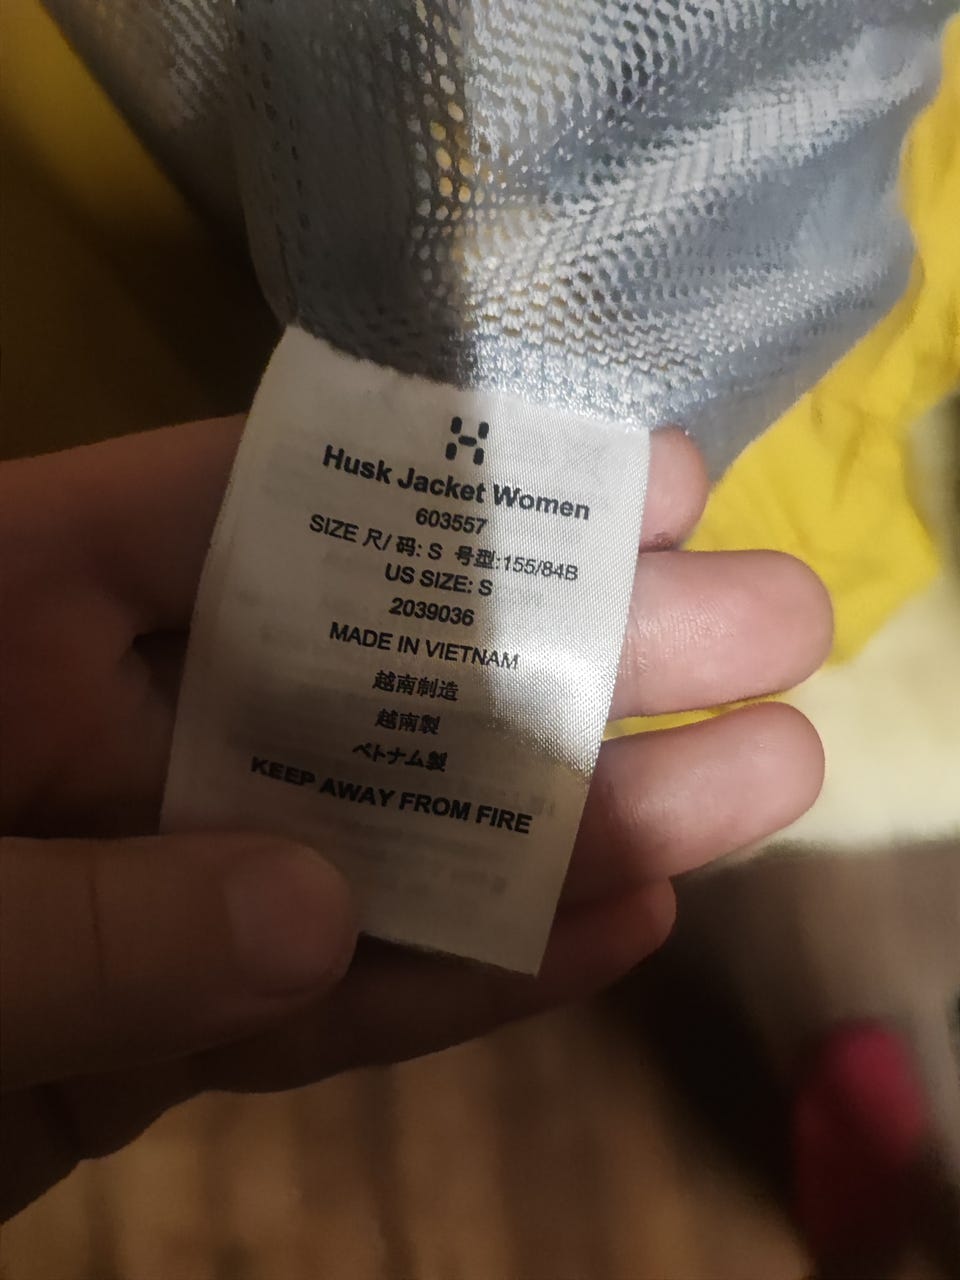 Husk Jacket Women
603557
SIZE 尺/ 码: S 号型:155/84B
US SIZE: S
2039036
MADE IN VIETNAM
越南制造
越南製
ベトナム製
KEEP AWAY FROM FIRE